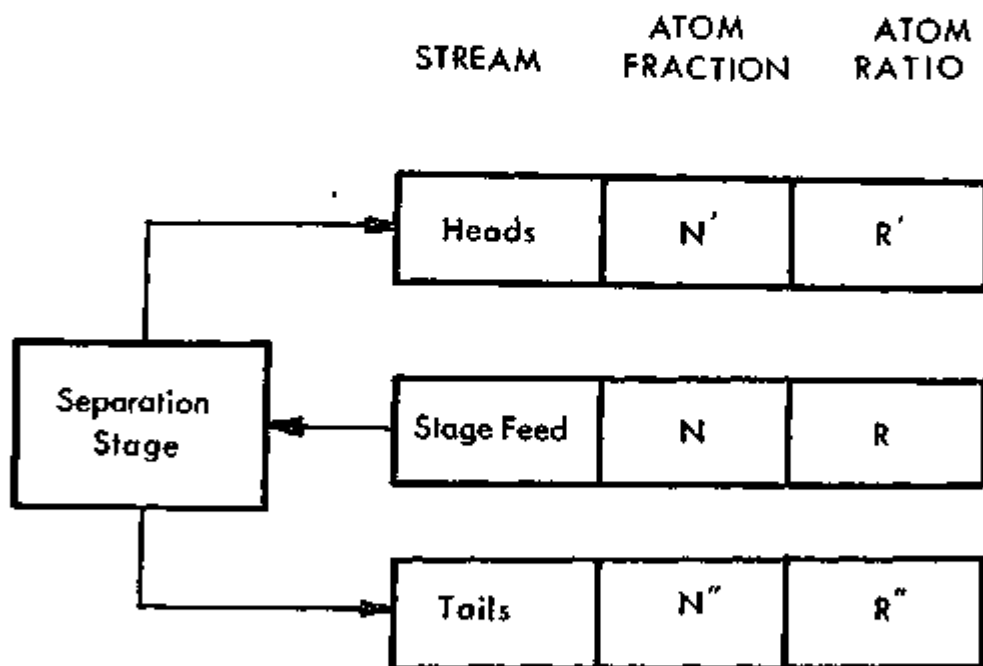 STREAM
ATOM
FRACTION
ATOM
RATIO
Heads
N'
R'
Separation
Stage
Stage Feed
N
R
Tails
N"
R"